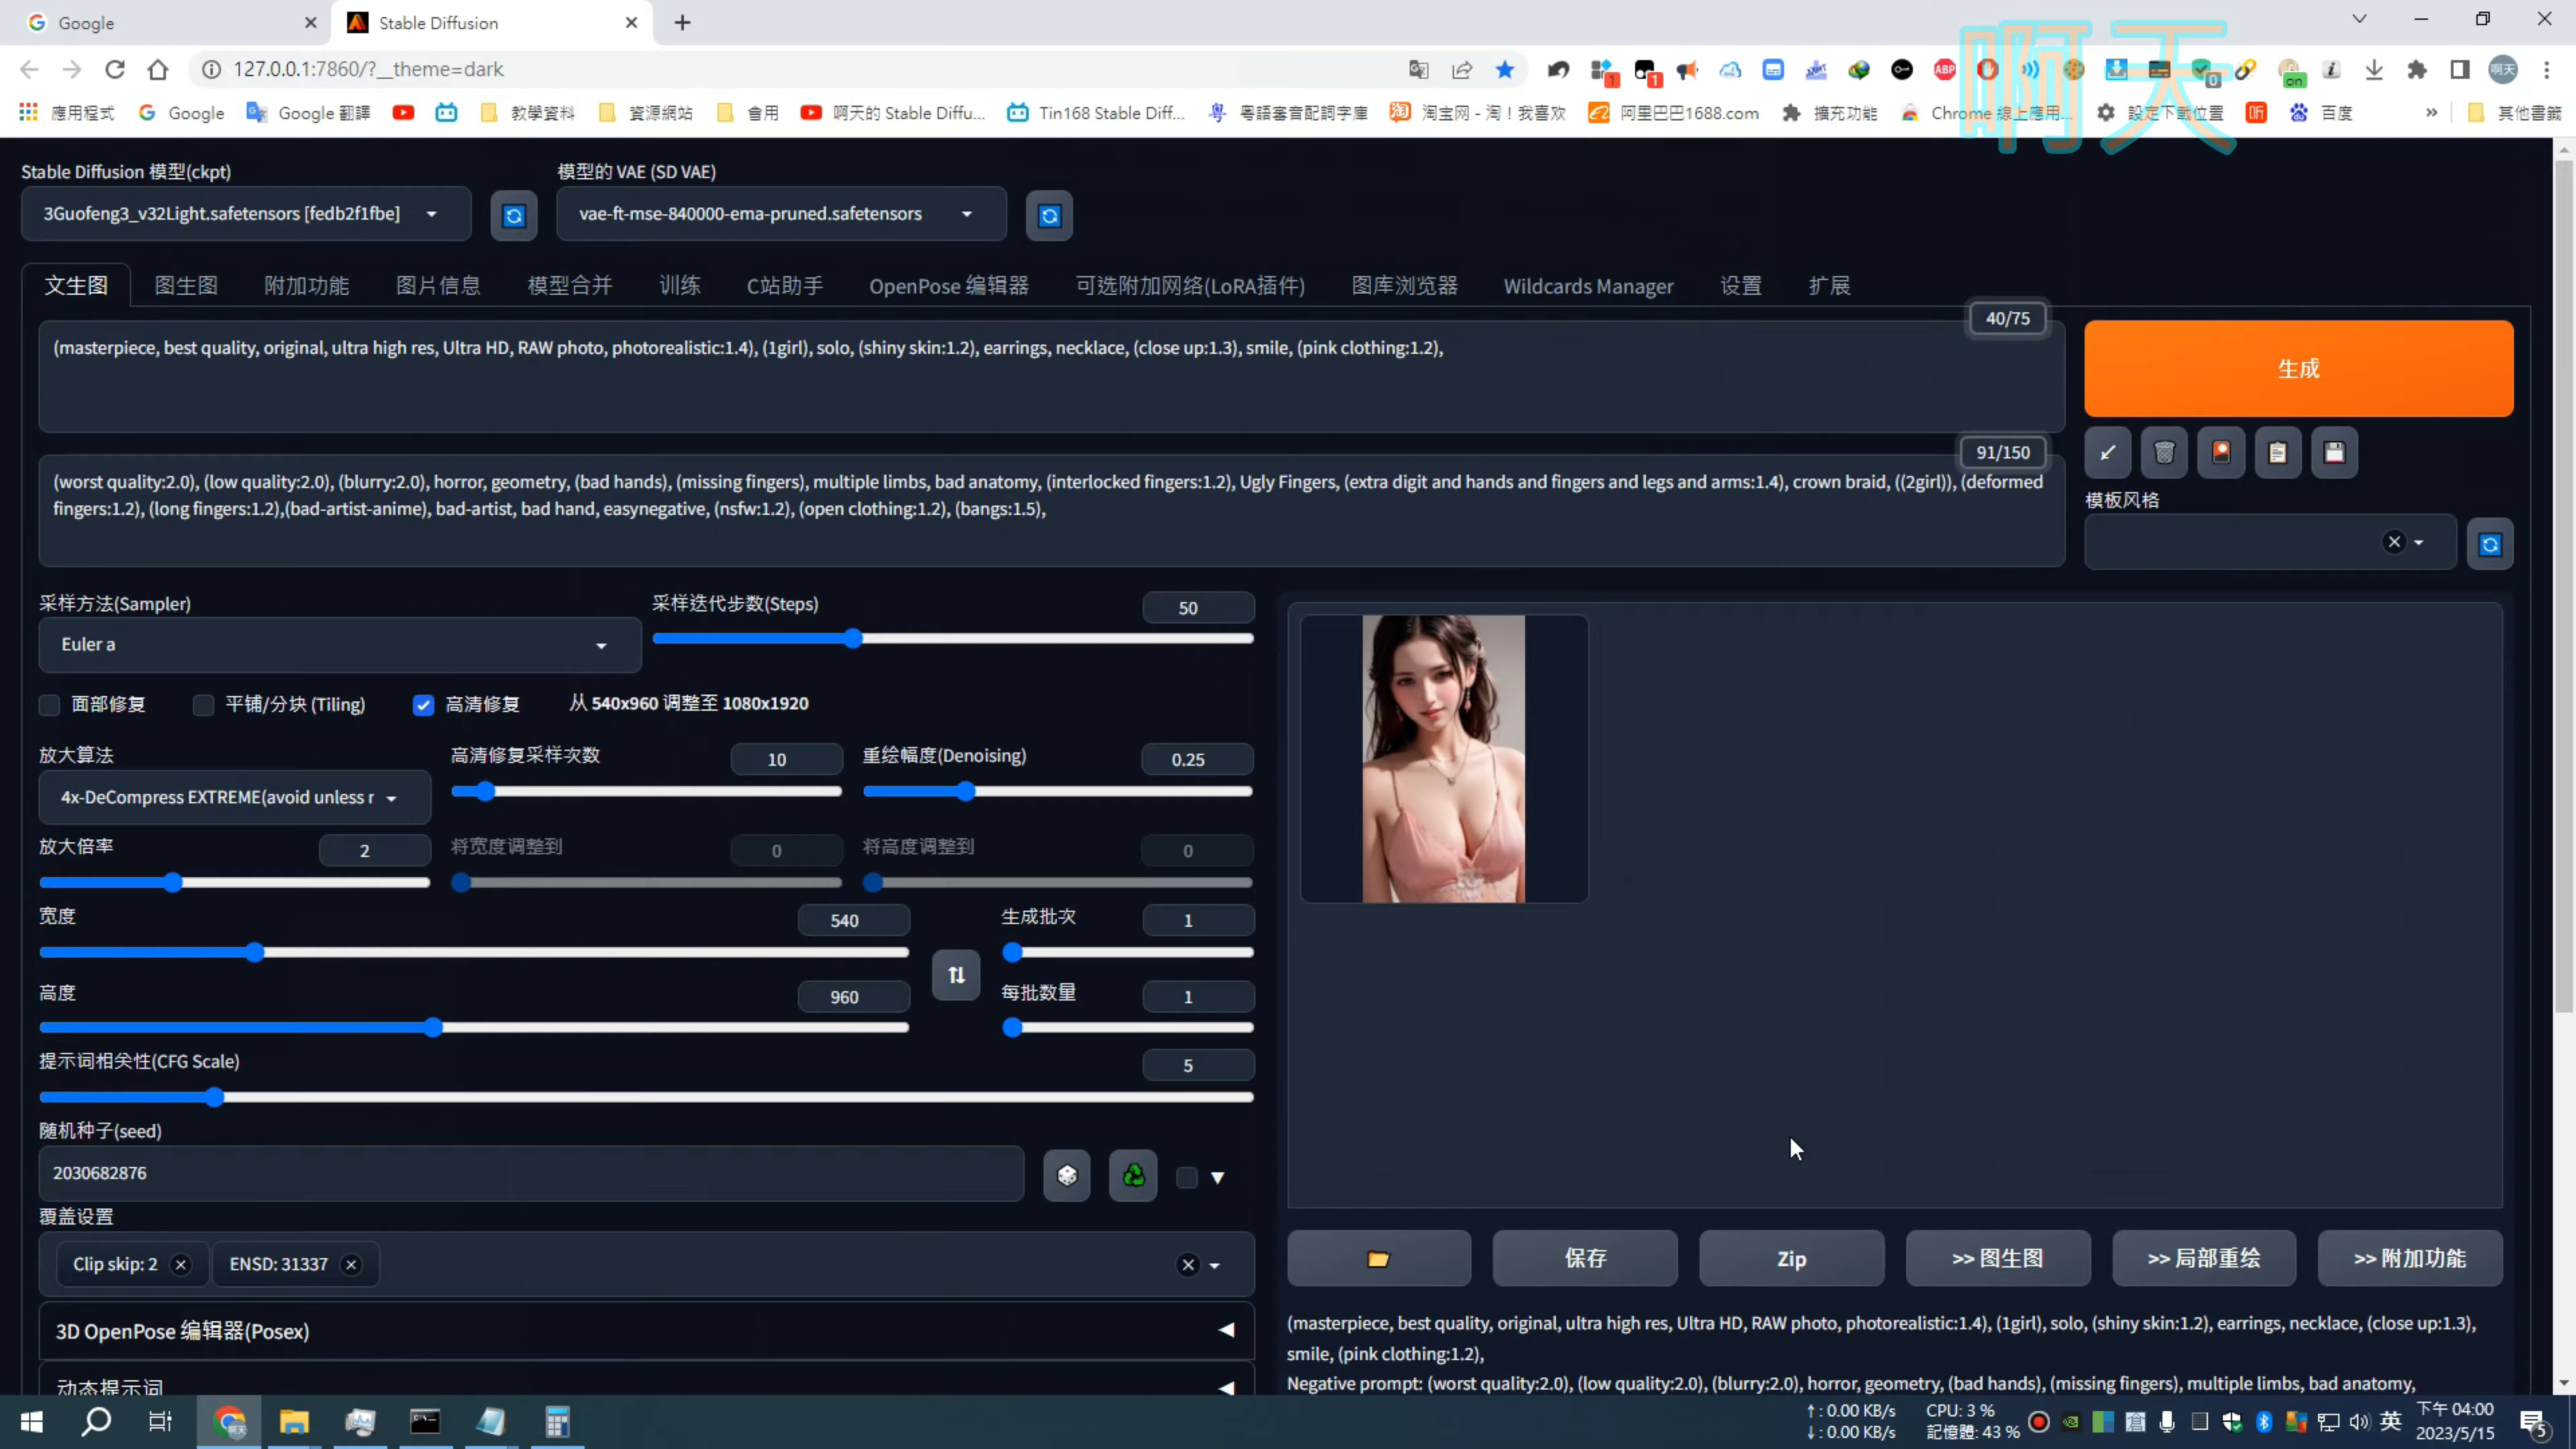 Google
Stable Diffusion
啊天
127.0.0.1:7860/?__theme=dark
應用程式 Google Google 翻譯 教學資料 資源網站 會用 啊天的 Stable Diffu... Tin168 Stable Diff... 粵語審音配詞字庫 淘宝网 - 淘！我喜欢 阿里巴巴1688.com 擴充功能 Chrome 線上應用... 設定下載位置 百度 » 其他書籤
Stable Diffusion 模型(ckpt) 模型的 VAE (SD VAE)
3Guofeng3_v32Light.safetensors [fedb2f1fbe] vae-ft-mse-840000-ema-pruned.safetensors
文生图 图生图 附加功能 图片信息 模型合并 训练 C站助手 OpenPose 编辑器 可选附加网络(LoRA插件) 图库浏览器 Wildcards Manager 设置 扩展
40/75
(masterpiece, best quality, original, ultra high res, Ultra HD, RAW photo, photorealistic:1.4), (1girl), solo, (shiny skin:1.2), earrings, necklace, (close up:1.3), smile, (pink clothing:1.2),
生成
91/150
(worst quality:2.0), (low quality:2.0), (blurry:2.0), horror, geometry, (bad hands), (missing fingers), multiple limbs, bad anatomy, (interlocked fingers:1.2), Ugly Fingers, (extra digit and hands and fingers and legs and arms:1.4), crown braid, ((2girl)), (deformed
fingers:1.2), (long fingers:1.2),(bad-artist-anime), bad-artist, bad hand, easynegative, (nsfw:1.2), (open clothing:1.2), (bangs:1.5),
模板风格
采样方法(Sampler) 采样迭代步数(Steps) 50
Euler a
面部修复 平铺/分块 (Tiling) 高清修复 从 540x960 调整至 1080x1920
放大算法 高清修复采样次数 10 重绘幅度(Denoising) 0.25
4x-DeCompress EXTREME(avoid unless r
放大倍率 2 将宽度调整到 0 将高度调整到 0
宽度 540 生成批次 1
高度 960 每批数量 1
提示词相关性(CFG Scale) 5
随机种子(seed)
2030682876
覆盖设置
Clip skip: 2 ENSD: 31337
3D OpenPose 编辑器(Posex)
动态提示词
保存 Zip >> 图生图 >> 局部重绘 >> 附加功能
(masterpiece, best quality, original, ultra high res, Ultra HD, RAW photo, photorealistic:1.4), (1girl), solo, (shiny skin:1.2), earrings, necklace, (close up:1.3),
smile, (pink clothing:1.2),
Negative prompt: (worst quality:2.0), (low quality:2.0), (blurry:2.0), horror, geometry, (bad hands), (missing fingers), multiple limbs, bad anatomy,
↑: 0.00 KB/s CPU: 3 % 下午 04:00
↓: 0.00 KB/s 記憶體: 43 % 英 2023/5/15 5